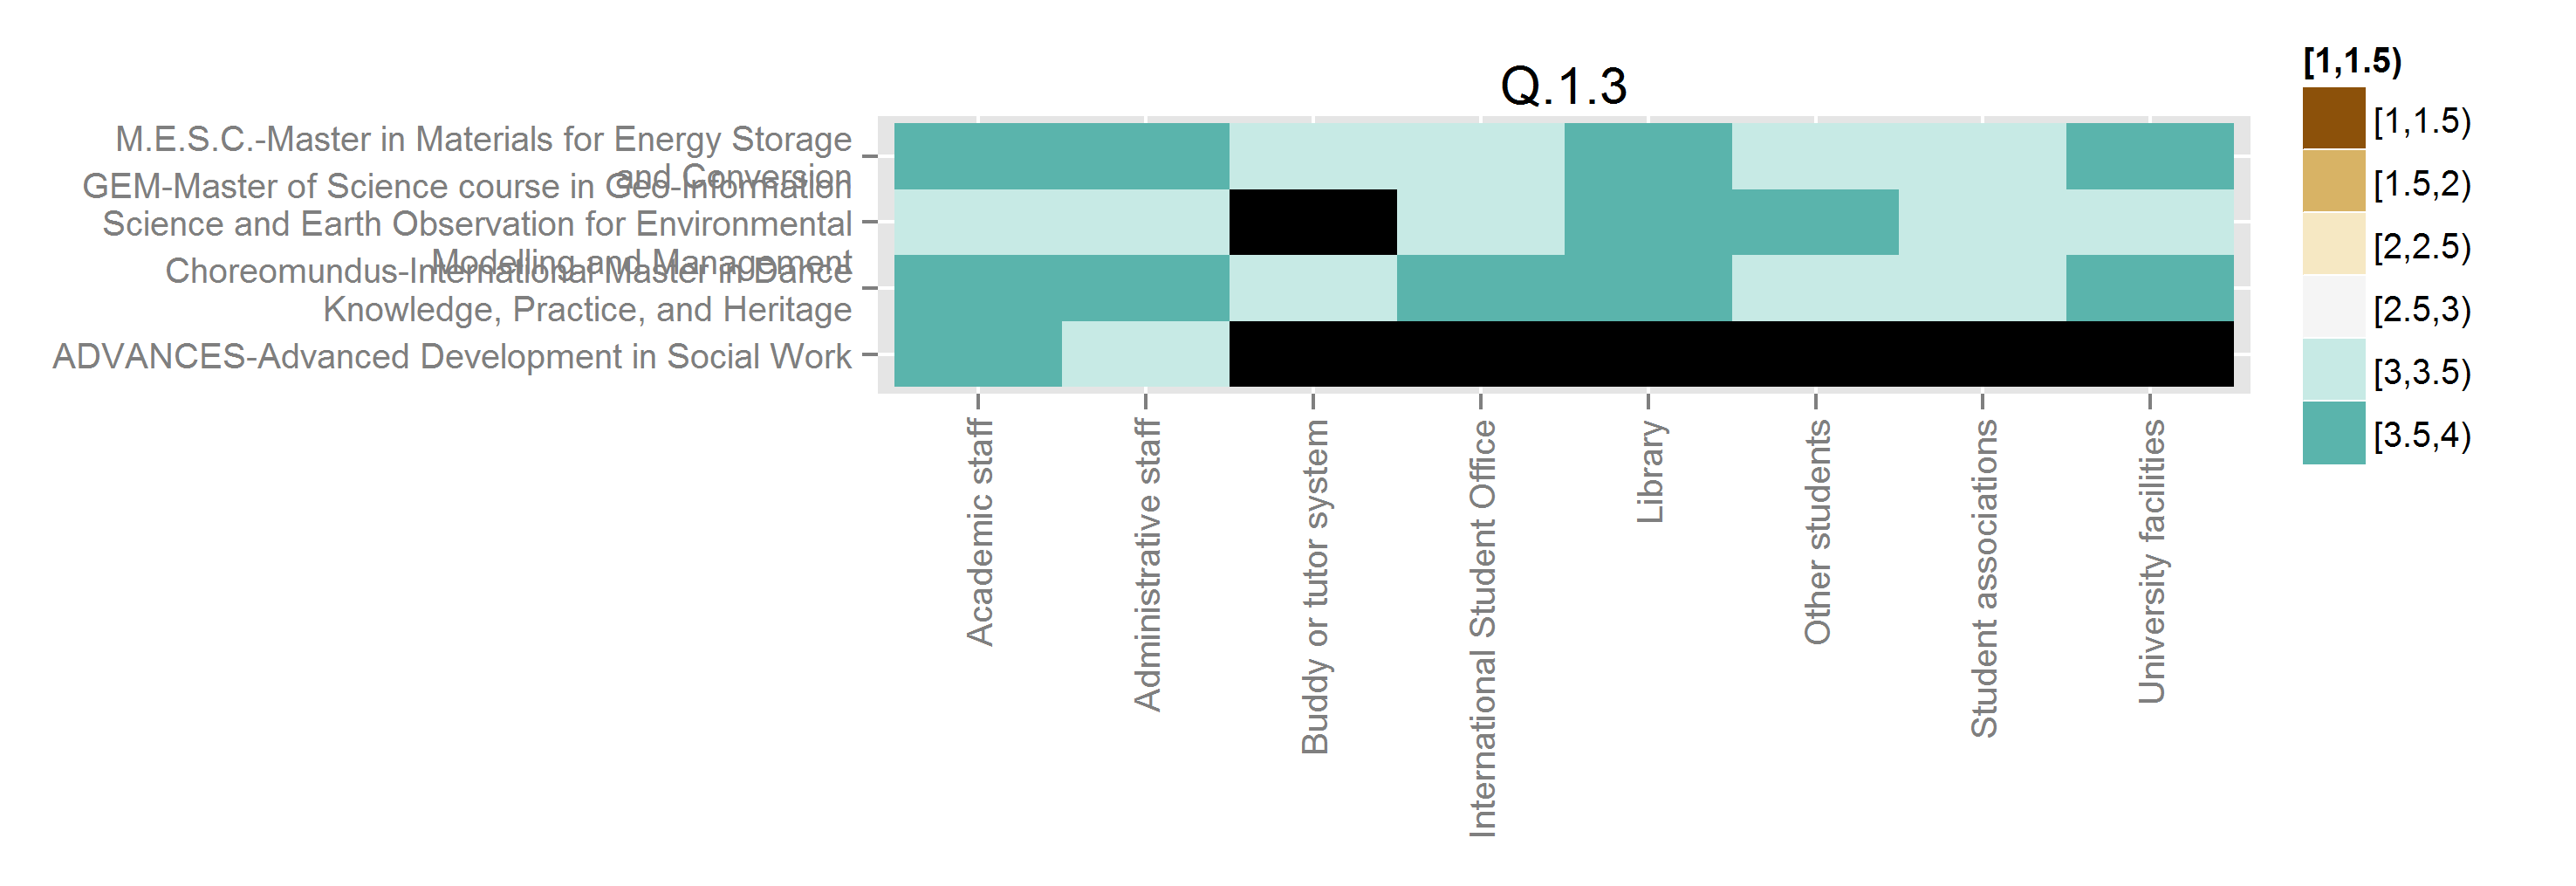 Q.1.3
M.E.S.C.-Master in Materials for Energy Storage
and Conversion
GEM-Master of Science course in Geo-Information
Science and Earth Observation for Environmental
Modelling and Management
Choreomundus-International Master in Dance
Knowledge, Practice, and Heritage
ADVANCES-Advanced Development in Social Work
Academic staff
Administrative staff
Buddy or tutor system
International Student Office
Library
Other students
Student associations
University facilities
[1,1.5)
[1,1.5)
[1.5,2)
[2,2.5)
[2.5,3)
[3,3.5)
[3.5,4)